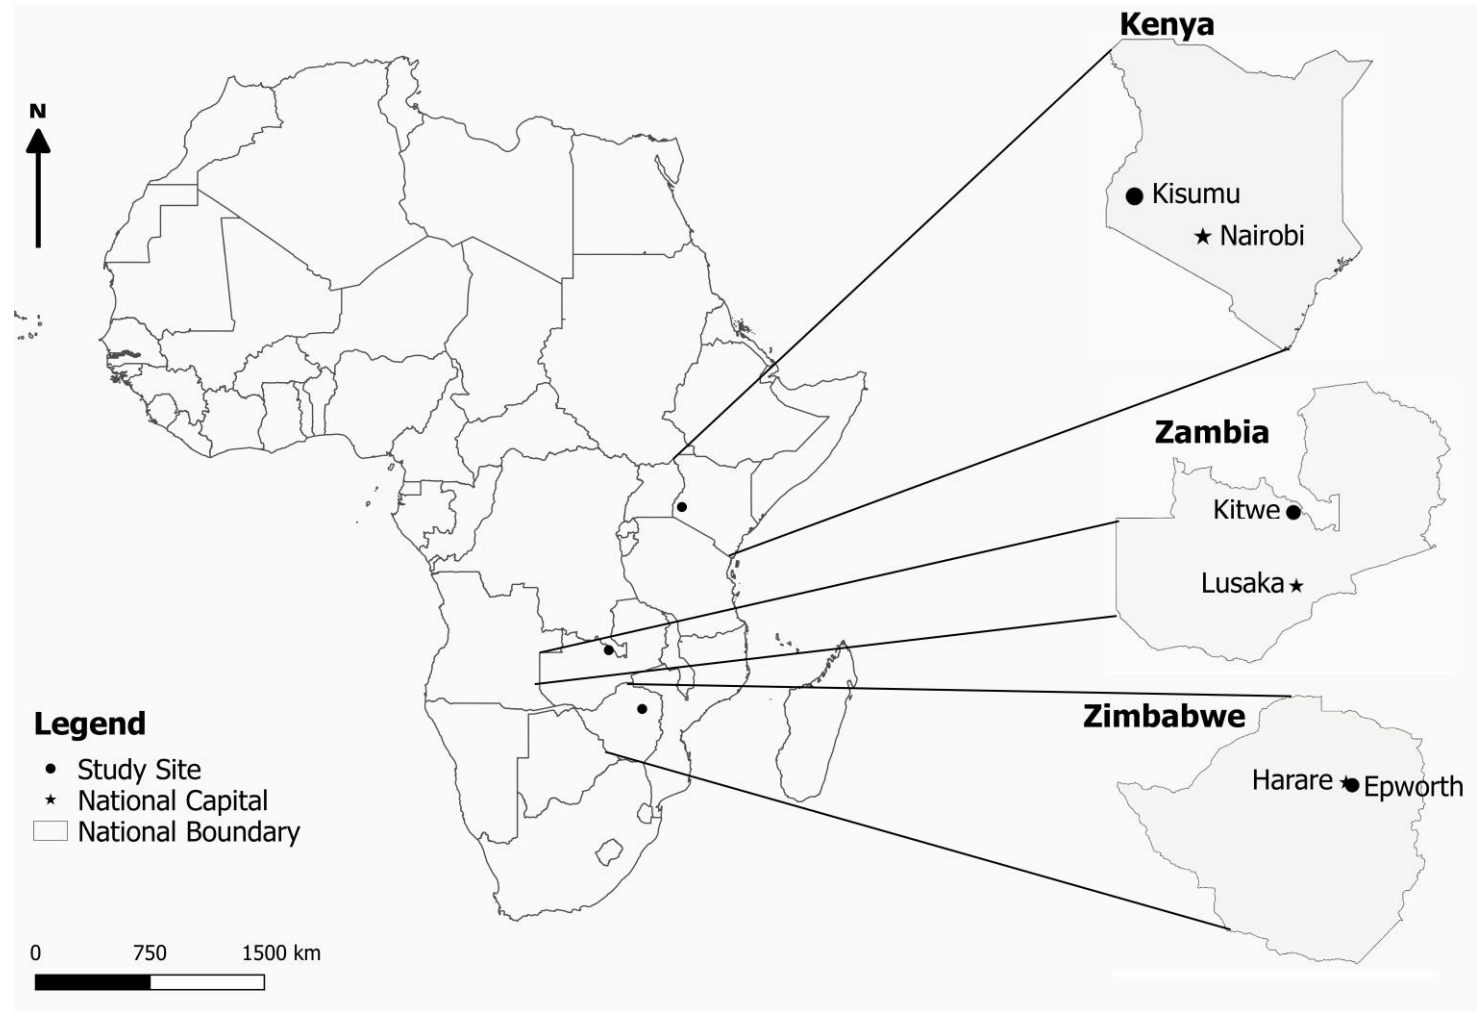 N
Kenya
Kisumu
Nairobi
Zambia
Kitwe
Lusaka
Zimbabwe
Harare Epworth
Legend
Study Site
National Capital
National Boundary
0 750 1500 km